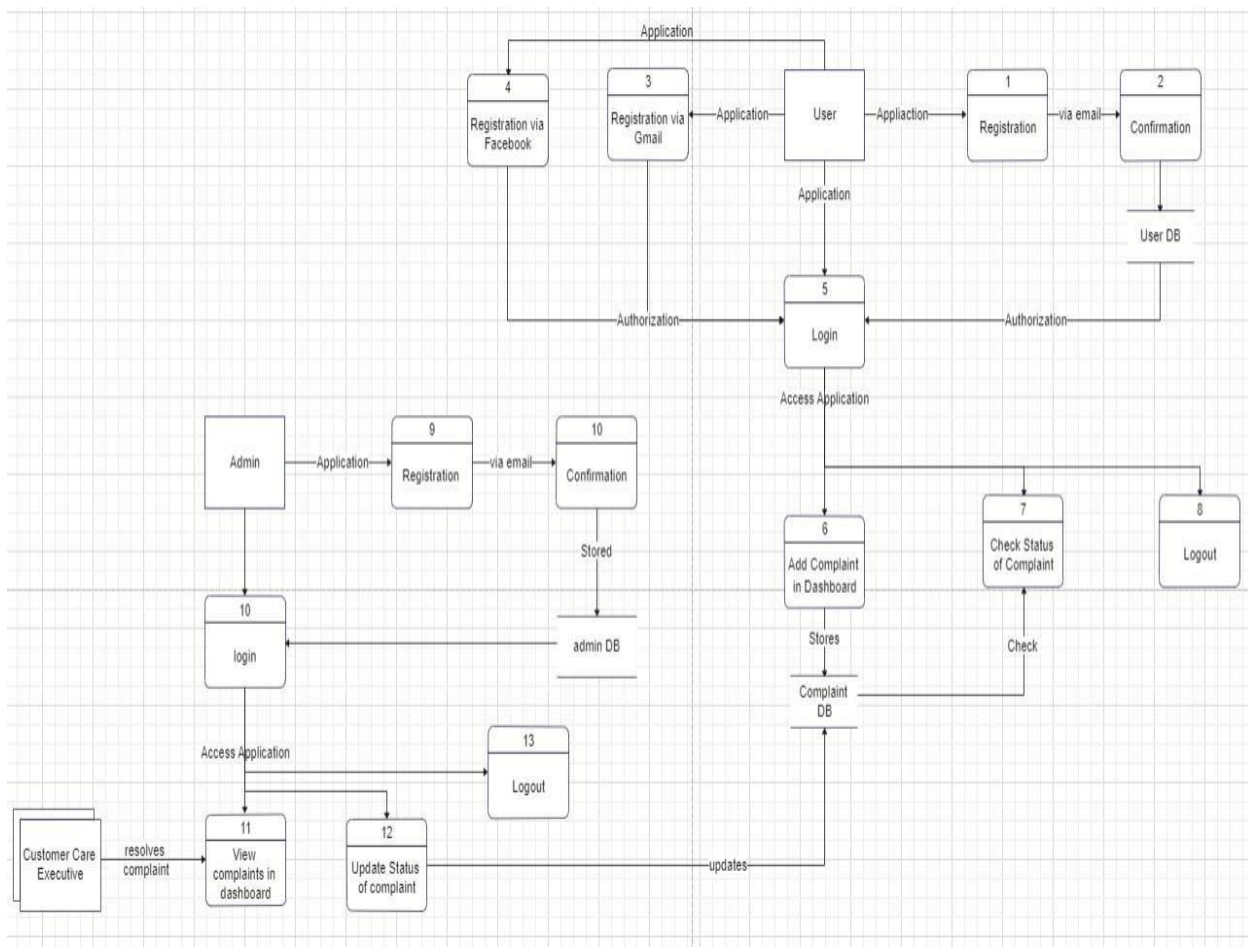 Application
4
Registration via
Facebook
3
Registration via
Gmail
Application
User
Appliaction
1
Registration
via email
2
Confirmation
Application
User DB
5
Login
Authorization
Authorization
Access Application
Admin
Application
9
Registration
via email
10
Confirmation
Stored
6
Add Complaint
in Dashboard
7
Check Status
of Complaint
8
Logout
10
login
admin DB
Stores
Check
Complaint
DB
Access Application
13
Logout
Customer Care
Executive
resolves
complaint
11
View
complaints in
dashboard
12
Update Status
of complaint
updates